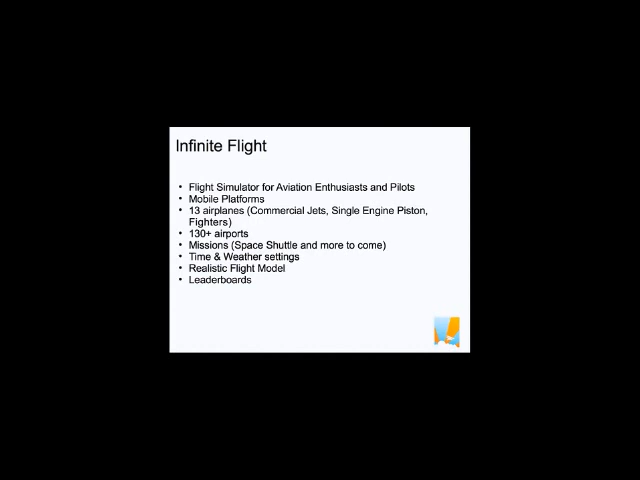 Infinite Flight
• Flight Simulator for Aviation Enthusiasts and Pilots
• Mobile Platforms
• 13 airplanes (Commercial Jets, Single Engine Piston,
Fighters)
• 130+ airports
• Missions (Space Shuttle and more to come)
• Time & Weather settings
• Realistic Flight Model
• Leaderboards